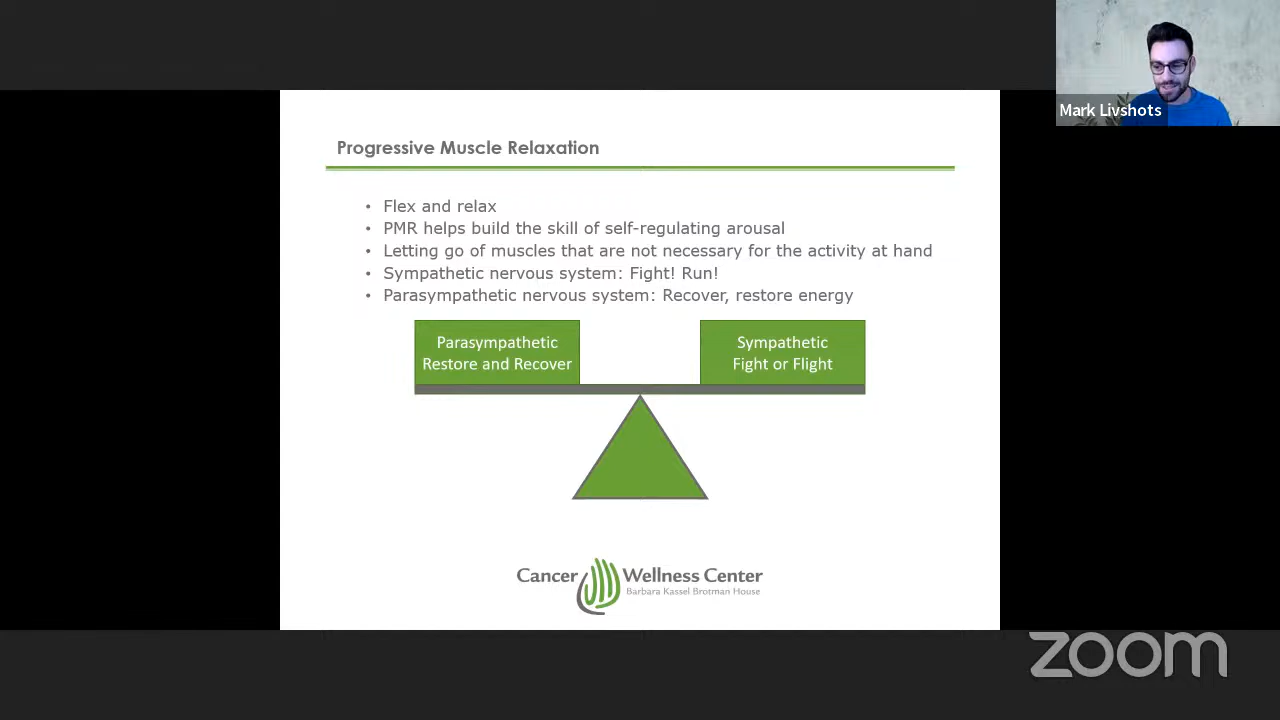 Mark Livshots
Progressive Muscle Relaxation
• Flex and relax
• PMR helps build the skill of self-regulating arousal
• Letting go of muscles that are not necessary for the activity at hand
• Sympathetic nervous system: Fight! Run!
• Parasympathetic nervous system: Recover, restore energy
Parasympathetic
Restore and Recover
Sympathetic
Fight or Flight
Cancer Wellness Center
Barbara Kassel Brotman House
zoom